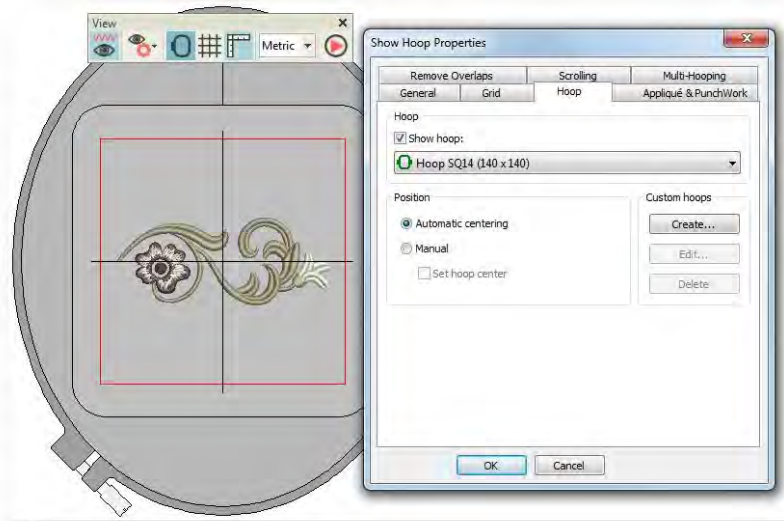 View
Metric
Show Hoop Properties
Remove Overlaps
Scrolling
Multi-Hooping
General
Grid
Hoop
Appliqué & PunchWork
Hoop
Show hoop:
Hoop SQ14 (140 x 140)
Position
Automatic centering
Manual
Set hoop center
Custom hoops
Create...
Edit...
Delete
OK
Cancel